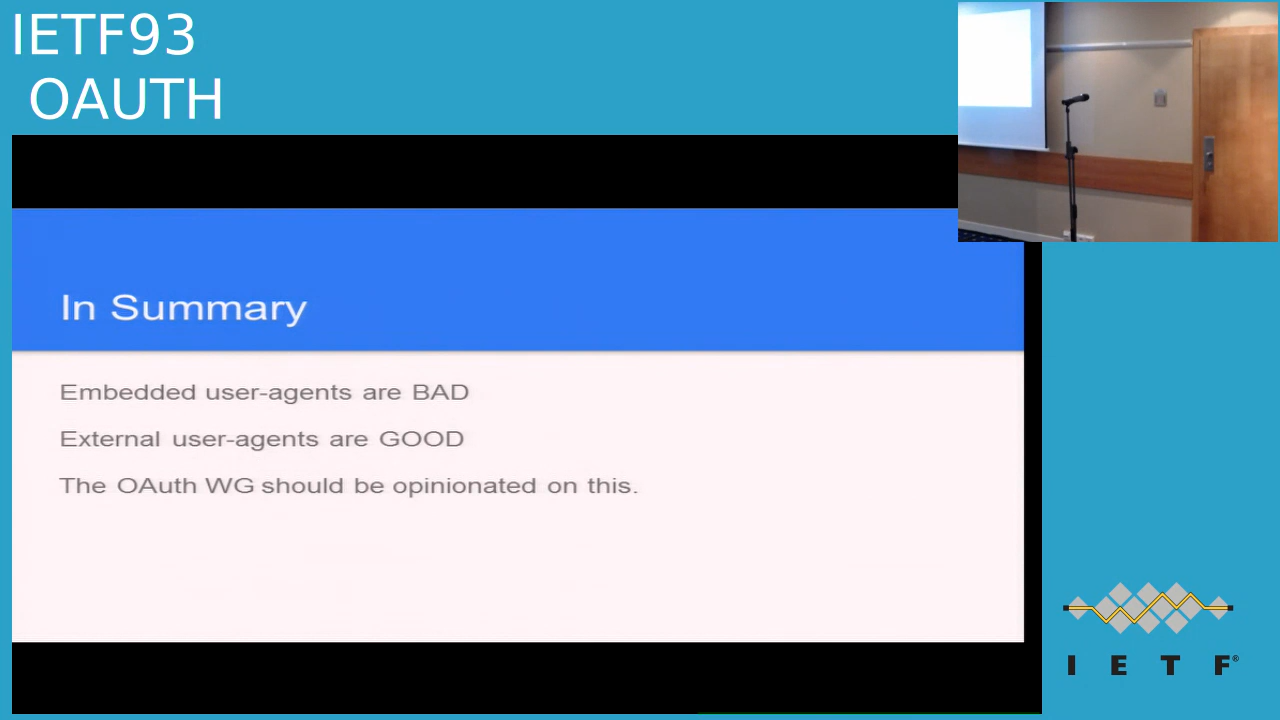 IETF93
OAUTH
In Summary
Embedded user-agents are BAD
External user-agents are GOOD
The OAuth WG should be opinionated on this.
I E T F®